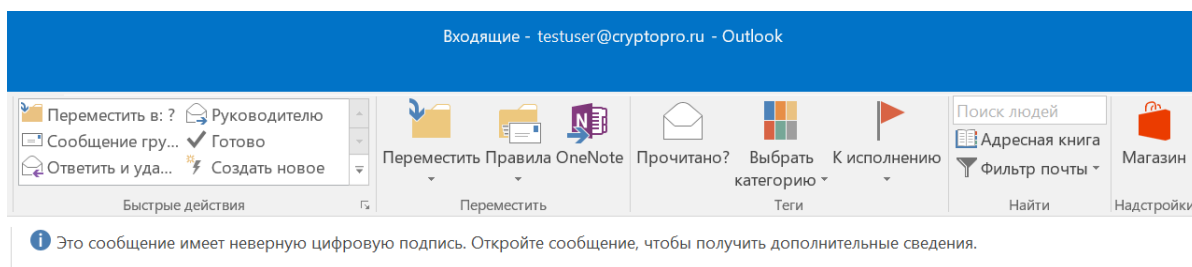 Входящие - testuser@cryptopro.ru - Outlook
Переместить в: ? Руководителю
Сообщение гру... Готово
Ответить и уда... Создать новое
Быстрые действия
Переместить Правила OneNote
Переместить
Прочитано? Выбрать категорию К исполнению
Теги
Поиск людей
Адресная книга
Фильтр почты
Найти
Магазин
Надстройки
Это сообщение имеет неверную цифровую подпись. Откройте сообщение, чтобы получить дополнительные сведения.